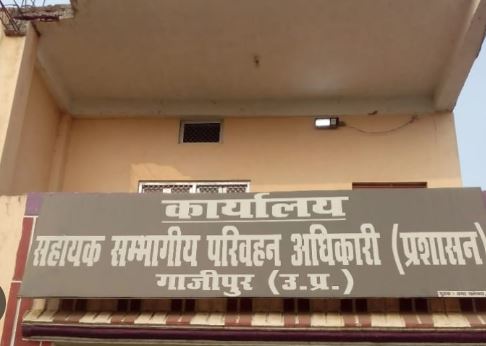 कार्यालय
सहायक सम्भागीय परिवहन अधिकारी (प्रशासन)
गाजीपुर (उ.प्र.)